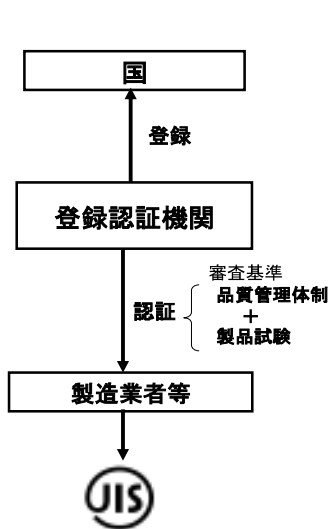 国
登録
登録認証機関
審査基準
認証
品質管理体制
+
製品試験
製造業者等
JIS